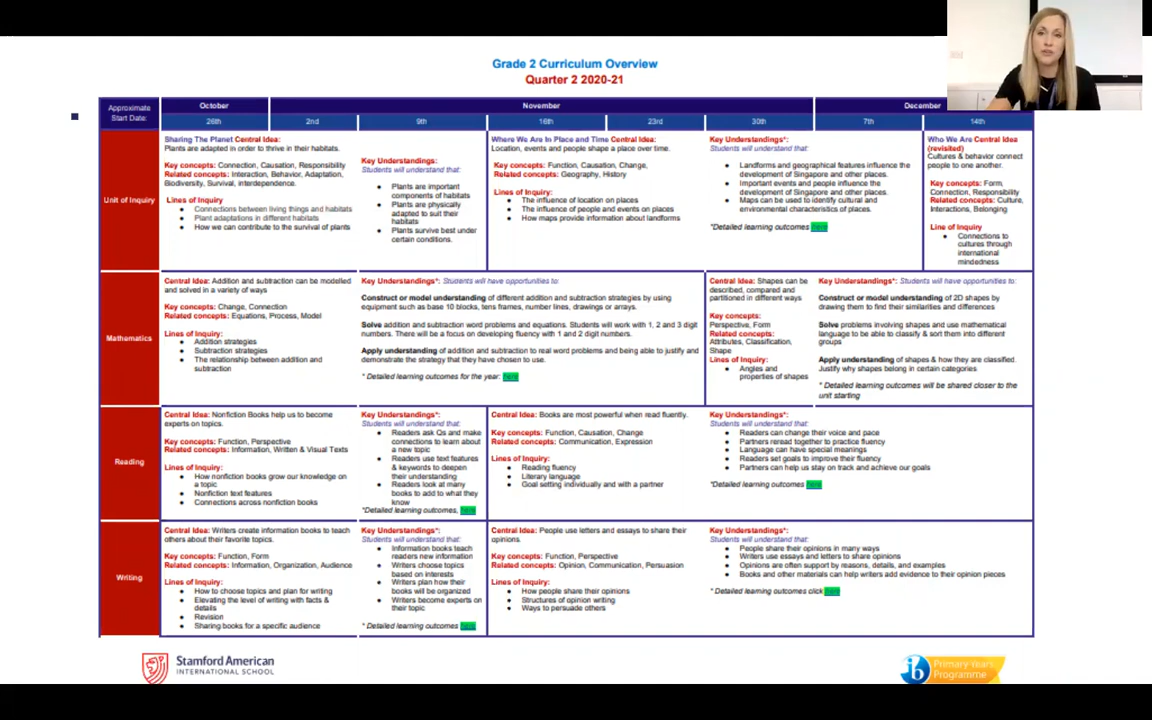 Grade 2 Curriculum Overview
Quarter 2 2020-21
Approximate
Start Date:
October
November
December
26th
2nd
9th
16th
23rd
30th
7th
14th
Unit of Inquiry
Sharing The Planet Central Idea:
Plants are adapted in order to thrive in their habitats.
Key concepts: Connection, Causation, Responsibility
Related concepts: Interaction, Behavior, Adaptation,
Biodiversity, Survival, interdependence.
Lines of Inquiry
● Connections between living things and habitats
● Plant adaptations in different habitats
● How we can contribute to the survival of plants
Key Understandings:
Students will understand that:
● Plants are important
components of habitats
● Plants are physically
adapted to suit their
habitats
● Plants survive best under
certain conditions.
Where We Are In Place and Time Central Idea:
Location, events and people shape a place over time.
Key concepts: Function, Causation, Change,
Related concepts: Geography, History
Lines of Inquiry:
● The influence of location on places
● The influence of people and events on places
● How maps provide information about landforms
Key Understandings*:
Students will understand that:
● Landforms and geographical features influence the
development of Singapore and other places.
● Important events and people influence the
development of Singapore and other places.
● Maps can be used to identify cultural and
environmental characteristics of places.
*Detailed learning outcomes here
Who We Are Central Idea
(revisited)
Cultures & behavior connect
people to one another.
Key concepts: Form,
Connection, Responsibility
Related concepts: Culture,
Interactions, Belonging
Line of Inquiry
● Connections to
cultures through
international
mindedness
Mathematics
Central Idea: Addition and subtraction can be modelled
and solved in a variety of ways
Key concepts: Change, Connection
Related concepts: Equations, Process, Model
Lines of Inquiry:
● Addition strategies
● Subtraction strategies
● The relationship between addition and
subtraction
Key Understandings*: Students will have opportunities to:
Construct or model understanding of different addition and subtraction strategies by using
equipment such as base 10 blocks, tens frames, number lines, drawings or arrays.
Solve addition and subtraction word problems and equations. Students will work with 1, 2 and 3 digit
numbers. There will be a focus on developing fluency with 1 and 2 digit numbers.
Apply understanding of addition and subtraction to real word problems and being able to justify and
demonstrate the strategy that they have chosen to use.
* Detailed learning outcomes for the year: here
Central Idea: Shapes can be
described, compared and
partitioned in different ways
Key concepts:
Perspective, Form
Related concepts:
Attributes, Classification,
Shape
Lines of Inquiry:
● Angles and
properties of shapes
Key Understandings*: Students will have opportunities to:
Construct or model understanding of 2D shapes by
drawing them to find their similarities and differences
Solve problems involving shapes and use mathematical
language to be able to classify & sort them into different
groups
Apply understanding of shapes & how they are classified.
Justify why shapes belong in certain categories
* Detailed learning outcomes will be shared closer to the
unit starting
Reading
Central Idea: Nonfiction Books help us to become
experts on topics.
Key concepts: Function, Perspective
Related concepts: Information, Written & Visual Texts
Lines of Inquiry:
● How nonfiction books grow our knowledge on
a topic
● Nonfiction text features
● Connections across nonfiction books
Key Understandings*:
Students will understand that:
● Readers ask Qs and make
connections to learn about
a new topic
● Readers use text features
& keywords to deepen
their understanding
● Readers look at many
books to add to what they
know
*Detailed learning outcomes, here
Central Idea: Books are most powerful when read fluently.
Key concepts: Function, Causation, Change
Related concepts: Communication, Expression
Lines of Inquiry:
● Reading fluency
● Literary language
● Goal setting individually and with a partner
Key Understandings*:
Students will understand that:
● Readers can change their voice and pace
● Partners reread together to practice fluency
● Language can have special meanings
● Readers set goals to improve their fluency
● Partners can help us stay on track and achieve our goals
*Detailed learning outcomes here
Writing
Central Idea: Writers create information books to teach
others about their favorite topics.
Key concepts: Function, Form
Related concepts: Information, Organization, Audience
Lines of Inquiry:
● How to choose topics and plan for writing
● Elevating the level of writing with facts &
details
● Revision
● Sharing books for a specific audience
Key Understandings*:
Students will understand that:
● Information books teach
readers new information
● Writers choose topics
based on interests
● Writers plan how their
books will be organized
● Writers become experts on
their topic
* Detailed learning outcomes here
Central Idea: People use letters and essays to share their
opinions.
Key concepts: Function, Perspective
Related concepts: Opinion, Communication, Persuasion
Lines of Inquiry:
● How people share their opinions
● Structures of opinion writing
● Ways to persuade others
Key Understandings*:
Students will understand that:
● People share their opinions in many ways
● Writers use essays and letters to share opinions
● Opinions are often support by reasons, details, and examples
● Books and other materials can help writers add evidence to their opinion pieces
* Detailed learning outcomes click here
Stamford American
INTERNATIONAL SCHOOL
ib
Primary Years
Programme